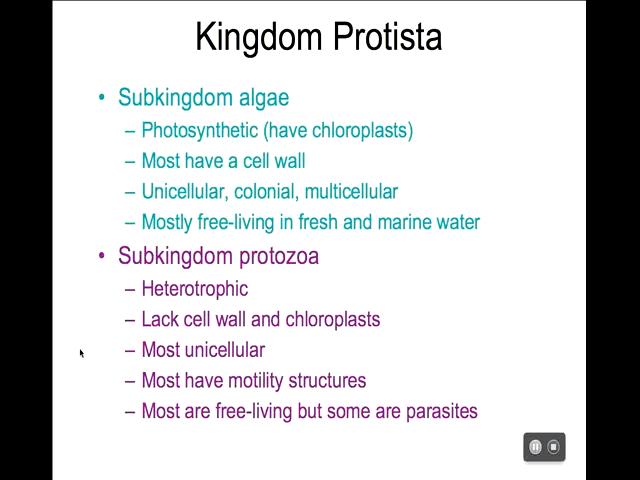 Kingdom Protista
• Subkingdom algae
– Photosynthetic (have chloroplasts)
– Most have a cell wall
– Unicellular, colonial, multicellular
– Mostly free-living in fresh and marine water
• Subkingdom protozoa
– Heterotrophic
– Lack cell wall and chloroplasts
– Most unicellular
– Most have motility structures
– Most are free-living but some are parasites